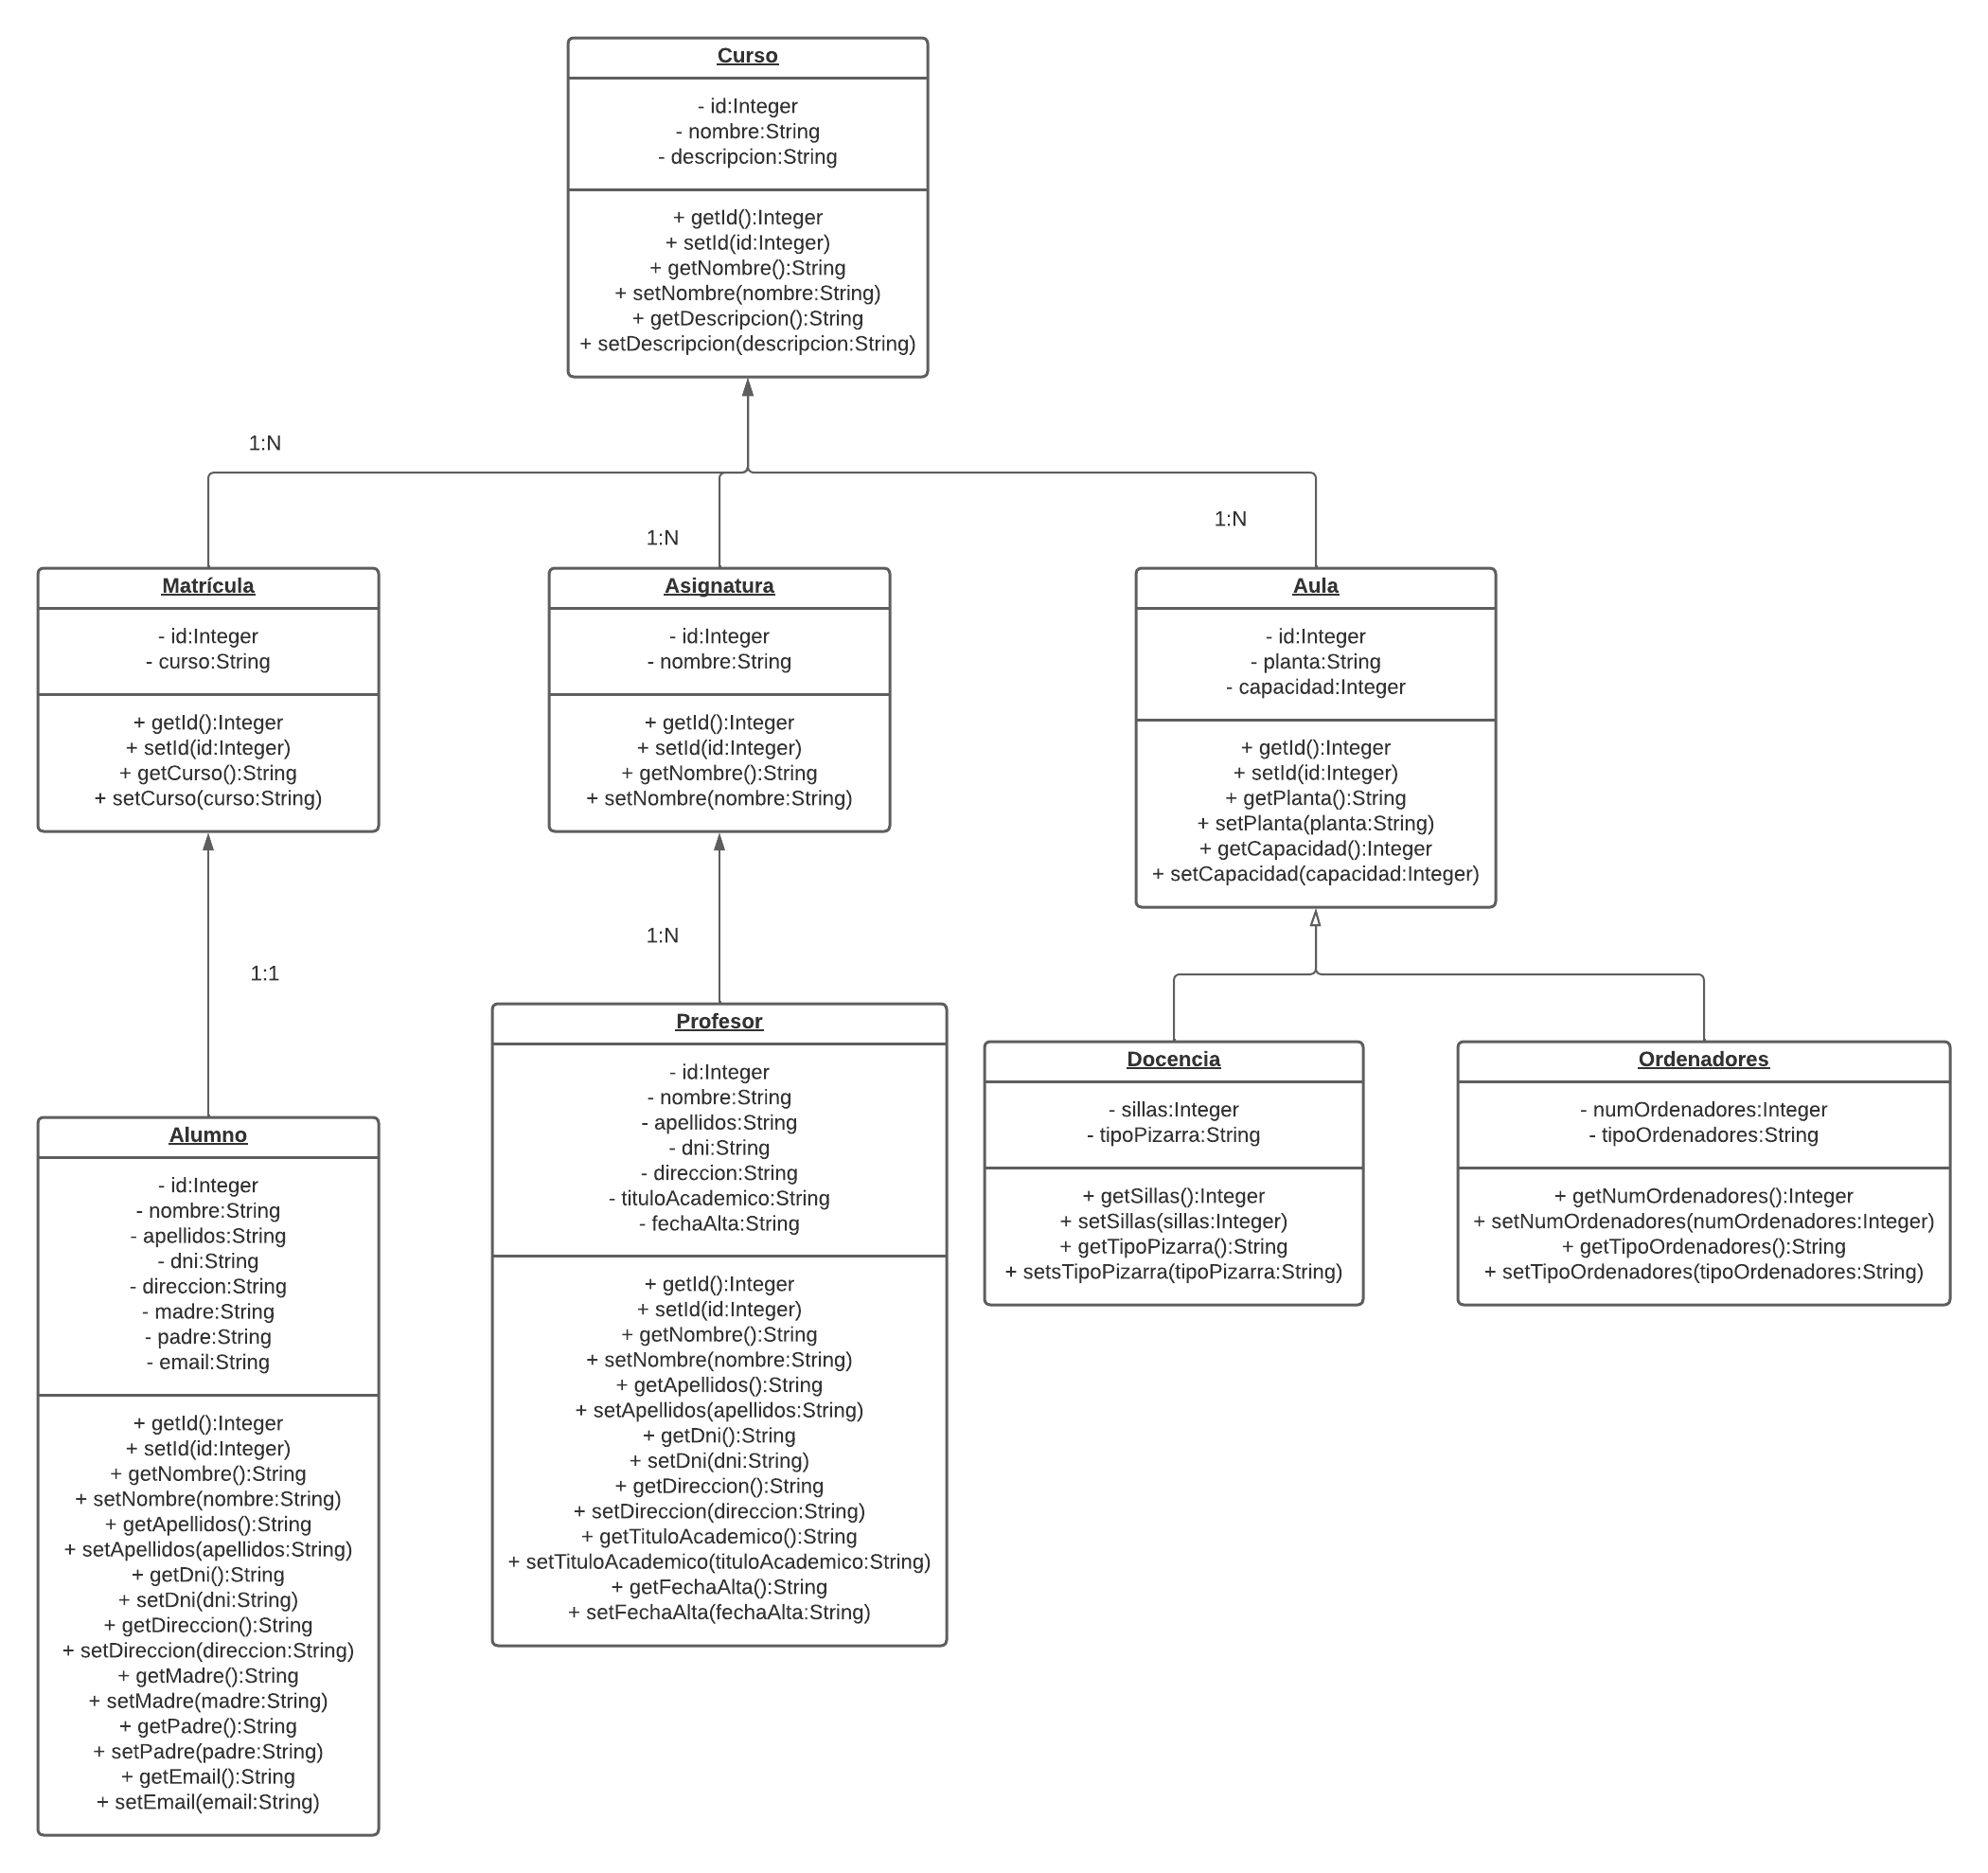 Curso
- id:Integer
- nombre:String
- descripcion:String
+ getId():Integer
+ setId(id:Integer)
+ getNombre():String
+ setNombre(nombre:String)
+ getDescripcion():String
+ setDescripcion(descripcion:String)
1:N
1:N
1:N
Matrícula
- id:Integer
- curso:String
+ getId():Integer
+ setId(id:Integer)
+ getCurso():String
+ setCurso(curso:String)
Asignatura
- id:Integer
- nombre:String
+ getId():Integer
+ setId(id:Integer)
+ getNombre():String
+ setNombre(nombre:String)
Aula
- id:Integer
- planta:String
- capacidad:Integer
+ getId():Integer
+ setId(id:Integer)
+ getPlanta():String
+ setPlanta(planta:String)
+ getCapacidad():Integer
+ setCapacidad(capacidad:Integer)
1:1
1:N
Alumno
- id:Integer
- nombre:String
- apellidos:String
- dni:String
- direccion:String
- madre:String
- padre:String
- email:String
+ getId():Integer
+ setId(id:Integer)
+ getNombre():String
+ setNombre(nombre:String)
+ getApellidos():String
+ setApellidos(apellidos:String)
+ getDni():String
+ setDni(dni:String)
+ getDireccion():String
+ setDireccion(direccion:String)
+ getMadre():String
+ setMadre(madre:String)
+ getPadre():String
+ setPadre(padre:String)
+ getEmail():String
+ setEmail(email:String)
Profesor
- id:Integer
- nombre:String
- apellidos:String
- dni:String
- direccion:String
- tituloAcademico:String
- fechaAlta:String
+ getId():Integer
+ setId(id:Integer)
+ getNombre():String
+ setNombre(nombre:String)
+ getApellidos():String
+ setApellidos(apellidos:String)
+ getDni():String
+ setDni(dni:String)
+ getDireccion():String
+ setDireccion(direccion:String)
+ getTituloAcademico():String
+ setTituloAcademico(tituloAcademico:String)
+ getFechaAlta():String
+ setFechaAlta(fechaAlta:String)
Docencia
- sillas:Integer
- tipoPizarra:String
+ getSillas():Integer
+ setSillas(sillas:Integer)
+ getTipoPizarra():String
+ setsTipoPizarra(tipoPizarra:String)
Ordenadores
- numOrdenadores:Integer
- tipoOrdenadores:String
+ getNumOrdenadores():Integer
+ setNumOrdenadores(numOrdenadores:Integer)
+ getTipoOrdenadores():String
+ setTipoOrdenadores(tipoOrdenadores:String)